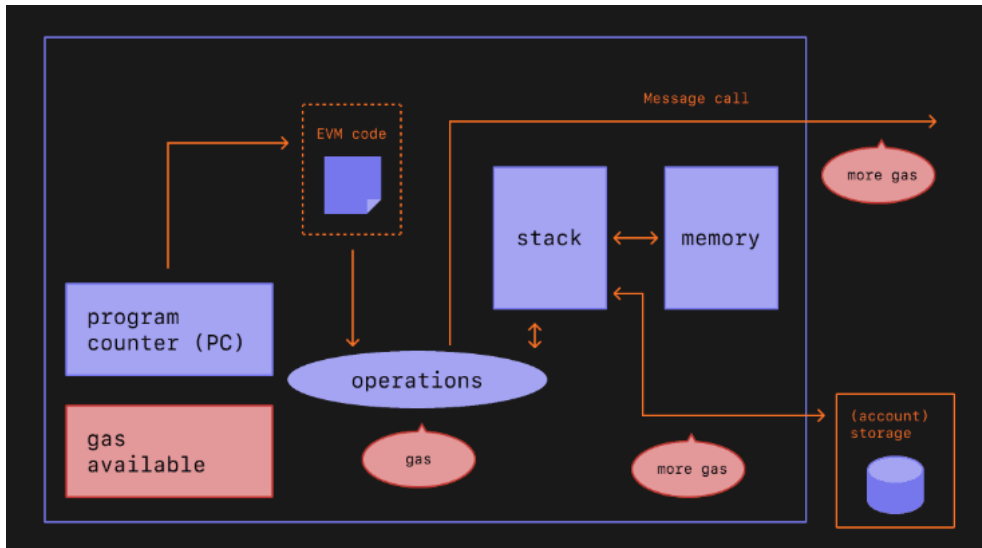 Message call
EVM code
more gas
stack
memory
program
counter (PC)
operations
(account)
storage
gas
available
gas
more gas